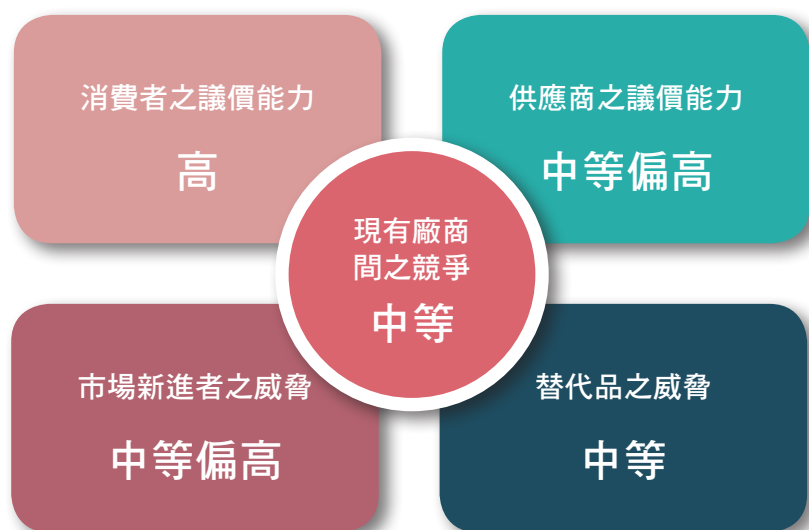 消費者之議價能力
高
供應商之議價能力
中等偏高
現有廠商
間之競爭
中等
市場新進者之威脅
中等偏高
替代品之威脅
中等